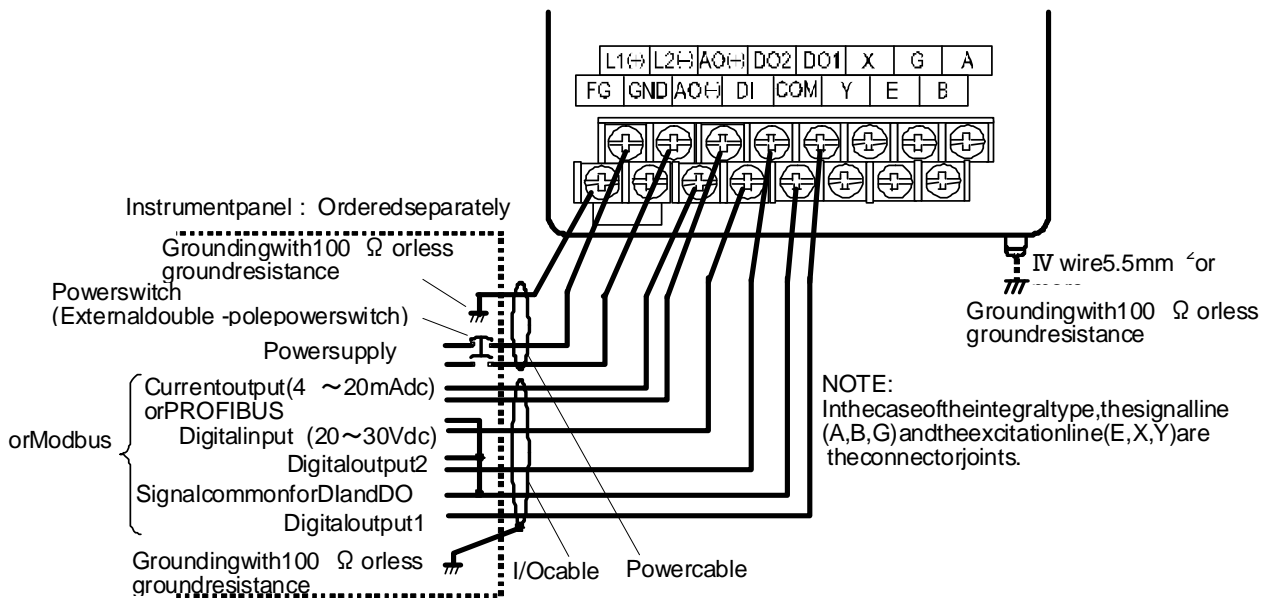 L1(+) L2(-) AO(+) DO2 DO1 X G A
FG GND AO(-) DI COM Y E B
Instrumentpanel : Orderedseparately
Groundingwith100 Ω orless
groundresistance
Powerswitch
(Externaldouble -polepowerswitch)
Powersupply
Currentoutput(4 ～20mAdc)
orPROFIBUS
orModbus
Digitalinput (20～30Vdc)
Digitaloutput2
SignalcommonforDIandDO
Digitaloutput1
Groundingwith100 Ω orless
groundresistance
I/Ocable
Powercable
IV wire5.5mm ²or
Groundingwith100 Ω orless
groundresistance
NOTE:
Inthecaseoftheintegraltype,thesignalline
(A,B,G)andtheexcitationline(E,X,Y)are
theconnectorjoints.